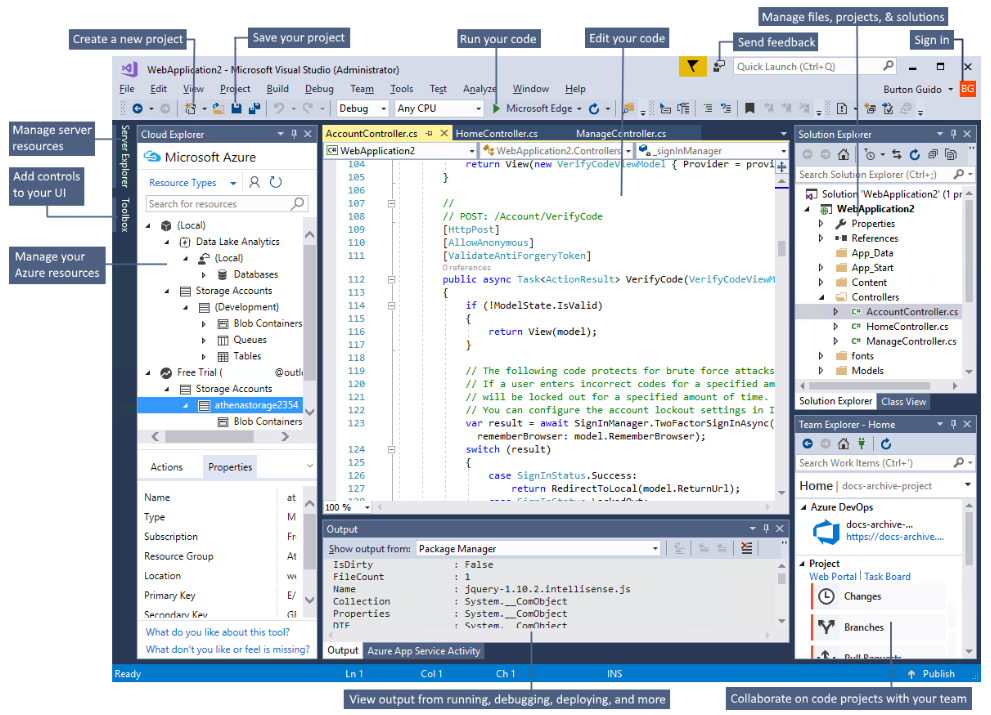 Manage files, projects, & solutions
Create a new project
Save your project
Run your code
Edit your code
Send feedback
Sign in
WebApplication2 - Microsoft Visual Studio (Administrator)
Quick Launch (Ctrl+Q)
File Edit View Project Build Debug Team Tools Test Analyze Window Help
Burton Guido
BG
Debug
Any CPU
Microsoft Edge
Manage server
resources
Add controls
to your UI
Manage your
Azure resources
Server Explorer
Toolbox
Cloud Explorer
Microsoft Azure
Resource Types
Search for resources
(Local)
Data Lake Analytics
(Local)
Databases
Storage Accounts
(Development)
Blob Containers
Queues
Tables
Free Trial ( @outlo
Storage Accounts
athenastorage2354
Blob Containers
Actions Properties
Name at
Type M
Subscription Fr
Resource Group At
Location we
Primary Key E/
Secondary Key GE
What do you like about this tool?
What don't you like or feel is missing?
AccountController.cs HomeController.cs ManageController.cs
WebApplication2
WebApplication2.Controllers
_signInManager
104 return View(new VerifyCodeViewModel { Provider = provi
105 }
106
107 //
108 // POST: /Account/VerifyCode
109 [HttpPost]
110 [AllowAnonymous]
111 [ValidateAntiForgeryToken]
0 references
112 public async Task<ActionResult> VerifyCode(VerifyCodeViewM
113 {
114 if (!ModelState.IsValid)
115 {
116 return View(model);
117 }
118
119 // The following code protects for brute force attacks
120 // If a user enters incorrect codes for a specified am
121 // will be locked out for a specified amount of time.
122 // You can configure the account lockout settings in I
123 var result = await SignInManager.TwoFactorSignInAsync(
rememberBrowser: model.RememberBrowser);
124 switch (result)
125 {
126 case SignInStatus.Success:
127 return RedirectToLocal(model.ReturnUrl);
128 case SignInStatus.LockedOut:
100 %
Output
Show output from: Package Manager
IsDirty : False
FileCount : 1
Name : jquery-1.10.2.intellisense.js
Collection : System.__ComObject
Properties : System.__ComObject
DTE : System.__ComObject
Output Azure App Service Activity
Solution Explorer
Search Solution Explorer (Ctrl+;)
Solution 'WebApplication2' (1 pr
WebApplication2
Properties
References
App_Data
App_Start
Content
Controllers
C# AccountController.cs
C# HomeController.cs
C# ManageController.cs
fonts
Models
Solution Explorer Class View
Team Explorer - Home
Search Work Items (Ctrl+')
Home | docs-archive-project
Azure DevOps
docs-archive-...
https://docs-archive....
Project
Web Portal | Task Board
Changes
Branches
Pull Requests
Ready Ln 1 Col 1 Ch 1 INS Publish
View output from running, debugging, deploying, and more
Collaborate on code projects with your team